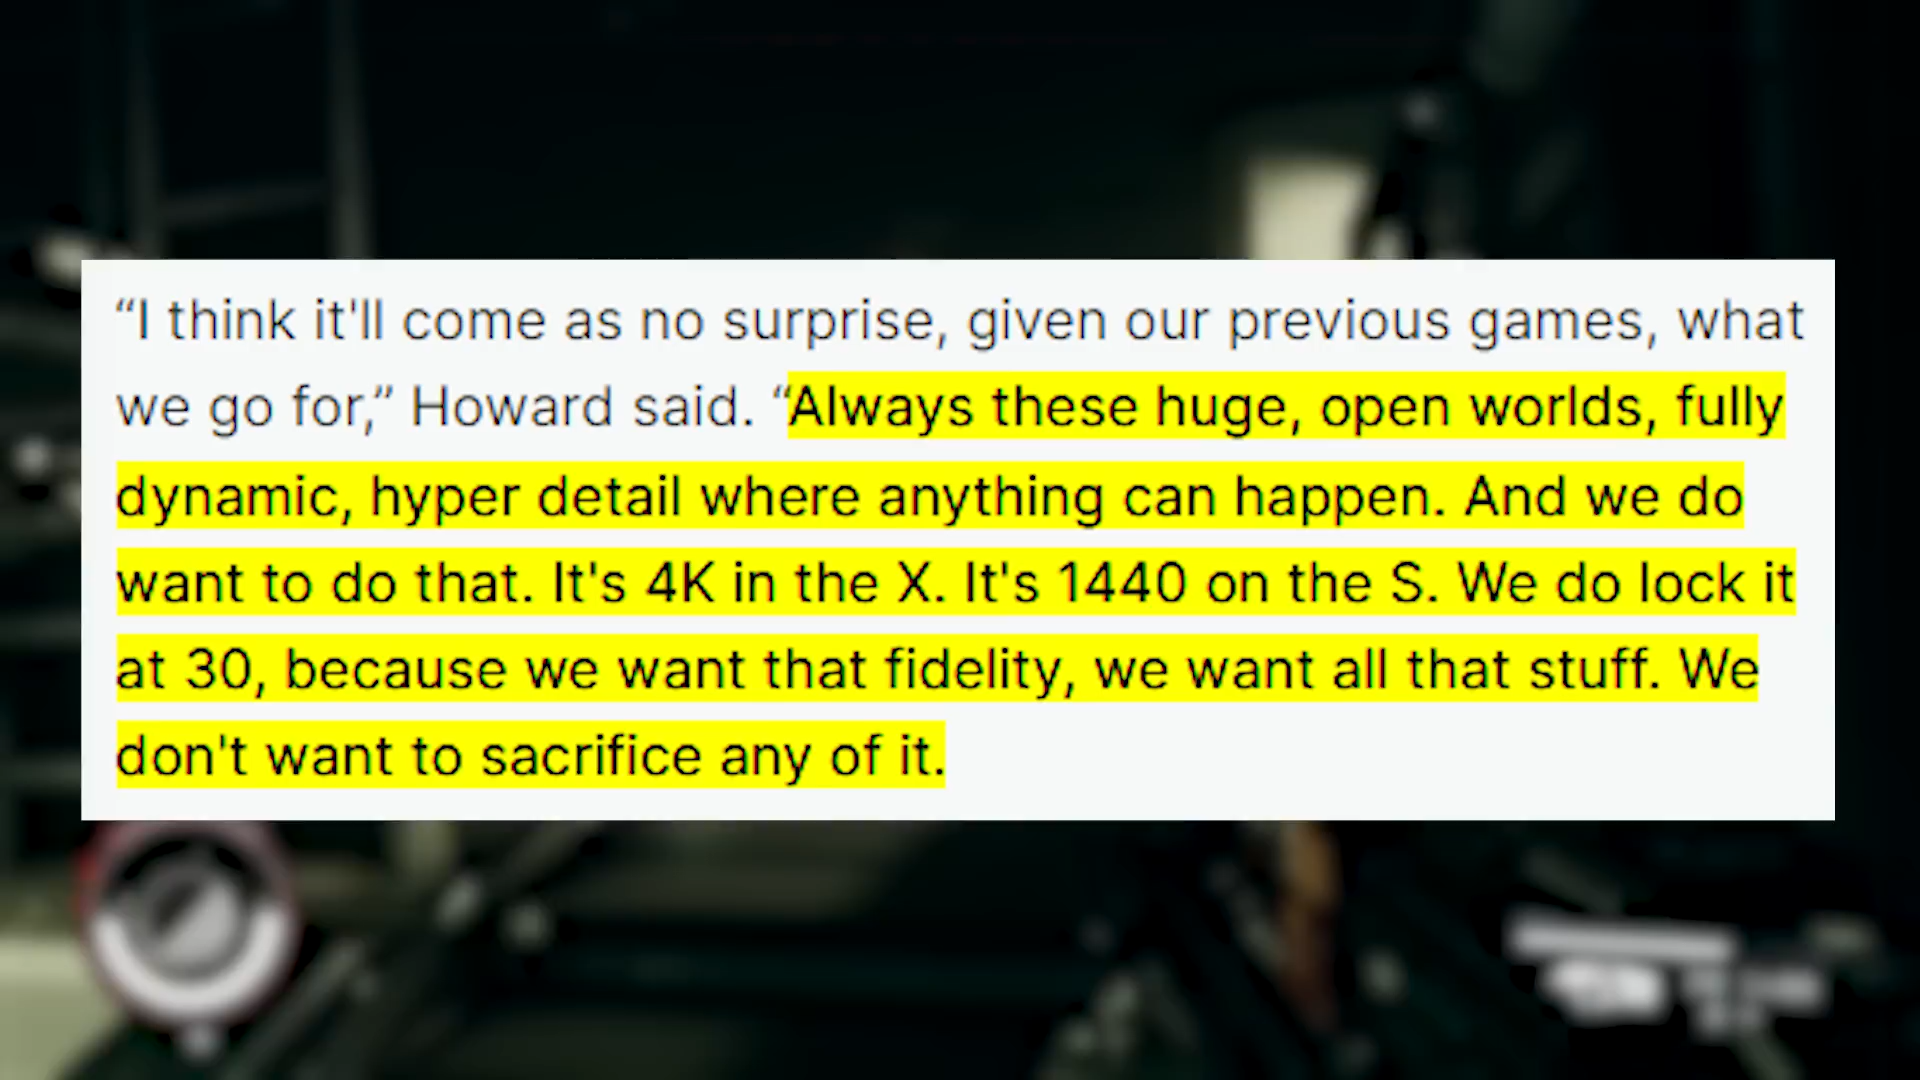 “I think it'll come as no surprise, given our previous games, what
we go for,” Howard said. “Always these huge, open worlds, fully
dynamic, hyper detail where anything can happen. And we do
want to do that. It's 4K in the X. It's 1440 on the S. We do lock it
at 30, because we want that fidelity, we want all that stuff. We
don't want to sacrifice any of it.